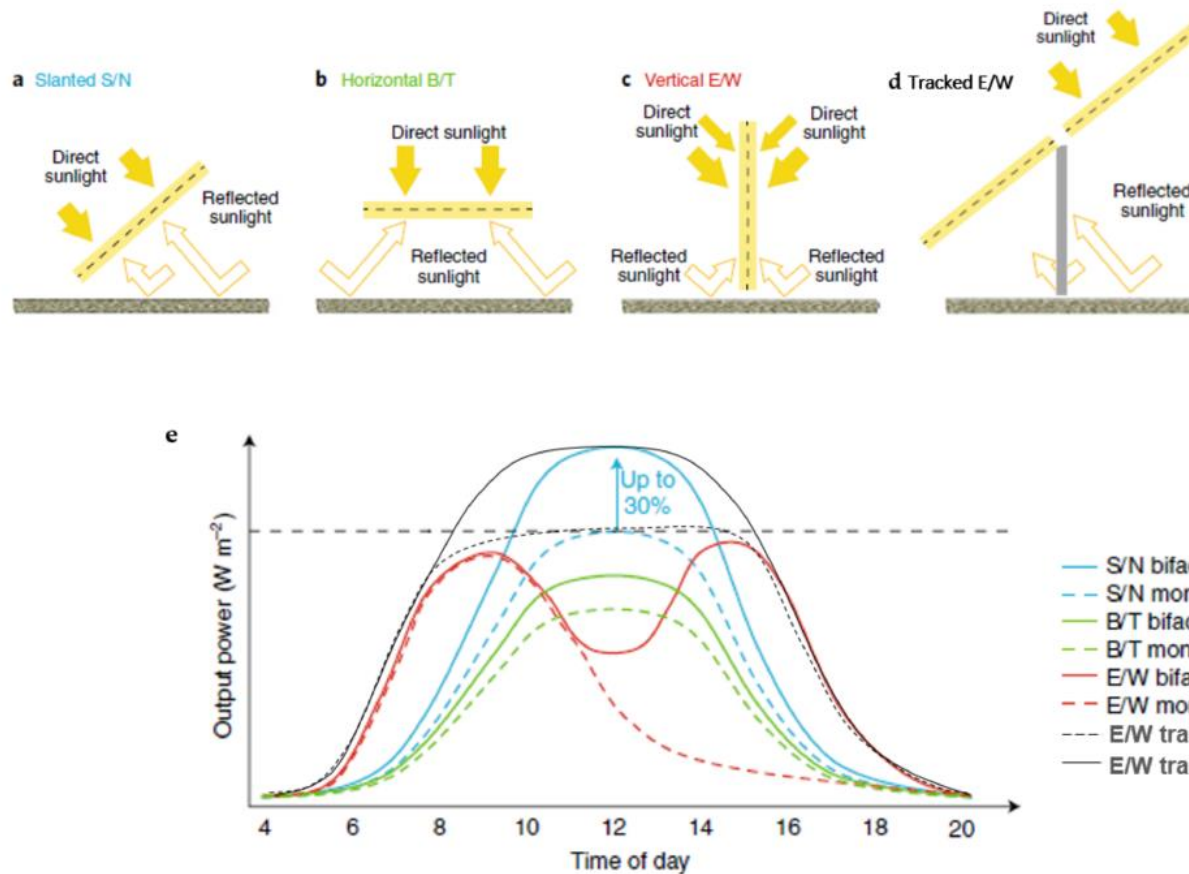 a Slanted S/N
Direct
sunlight
Reflected
sunlight
b Horizontal B/T
Direct sunlight
Reflected
sunlight
c Vertical E/W
Direct
sunlight
Direct
sunlight
Reflected
sunlight
Reflected
sunlight
d Tracked E/W
Direct
sunlight
Reflected
sunlight
e
Output power (W m⁻²)
Up to
30%
4 6 8 10 12 14 16 18 20
Time of day
S/N
S/N
B/T
B/T
E/W
E/W
E/W
E/W